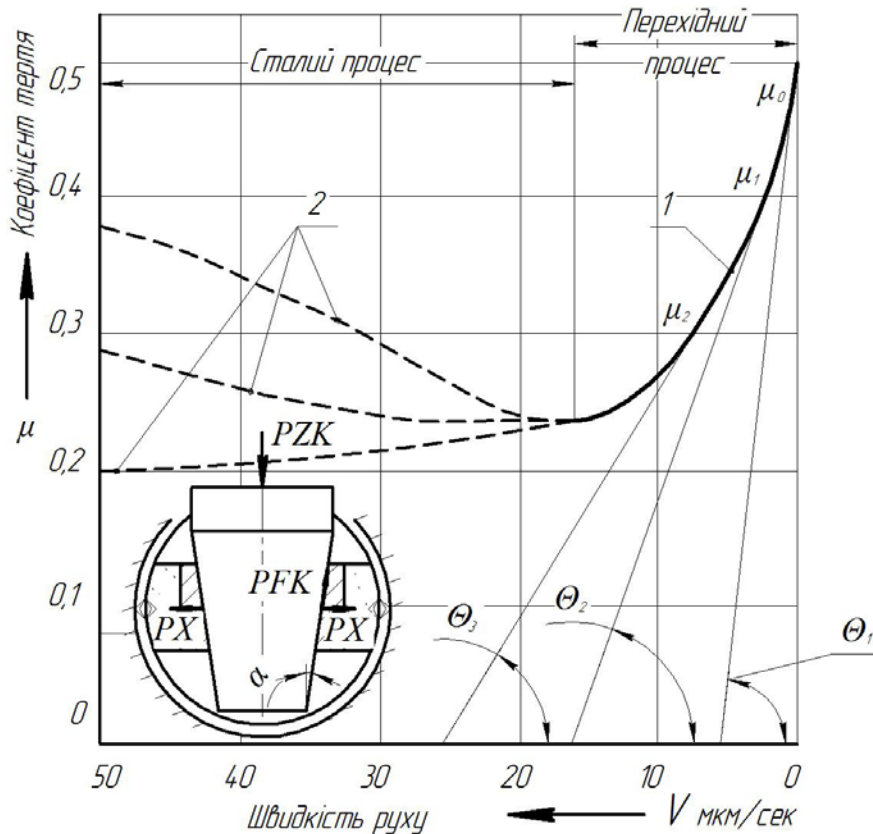 Перехідний
процес
Сталий процес
Коефіцент тертя
μ
0,5
0,4
0,3
0,2
0,1
0
μ₀
μ₁
μ₂
1
2
PZK
PFK
PX
PX
α
Θ₃
Θ₂
Θ₁
50
40
30
20
10
0
Швидкість руху
V мкм/сек